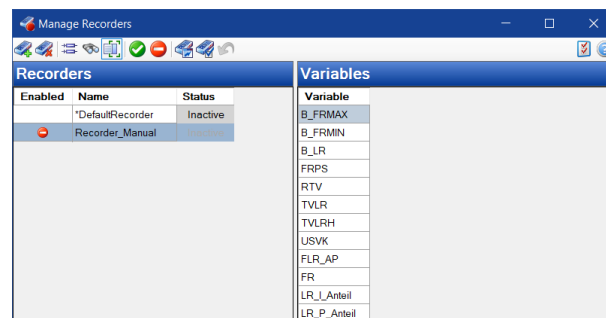 Manage Recorders
Recorders
Variables
Enabled Name Status
Variable
*DefaultRecorder Inactive
Recorder_Manual
B_FRMAX
B_FRMIN
B_LR
FRPS
RTV
TVLR
TVLRH
USVK
FLR_AP
FR
LR_I_Anteil
LR_P_Anteil